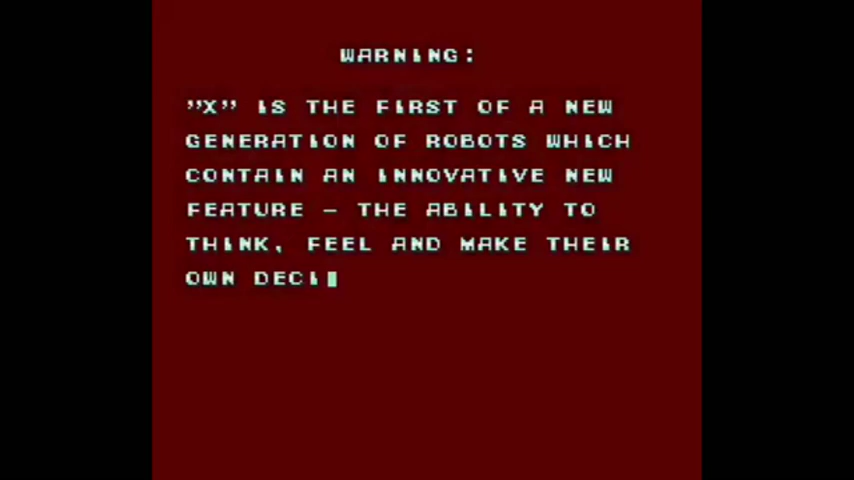 WARNING:
"X" IS THE FIRST OF A NEW
GENERATION OF ROBOTS WHICH
CONTAIN AN INNOVATIVE NEW
FEATURE - THE ABILITY TO
THINK, FEEL AND MAKE THEIR
OWN DECI